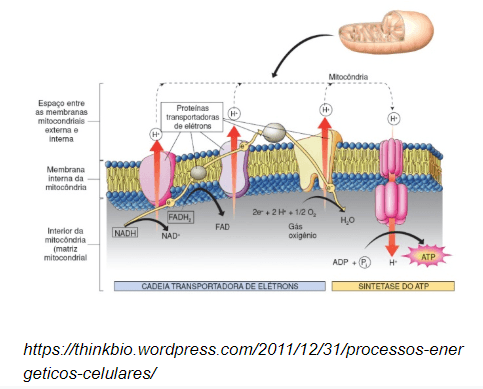 Mitocôndria
Espaço entre
as membranas
mitocondriais
externa e
interna
Proteínas
transportadoras
de elétrons
H+
H+
H+
H+
Membrana
interna da
mitocôndria
Interior da
mitocôndria
(matriz
mitocondrial
NADH
NAD+
FADH2
FAD
2e- + 2 H+ + 1/2 O2
Gás
oxigênio
H2O
ADP + Pi
H+
ATP
CADEIA TRANSPORTADORA DE ELÉTRONS
SINTETASE DO ATP
https://thinkbio.wordpress.com/2011/12/31/processos-ener
geticos-celulares/